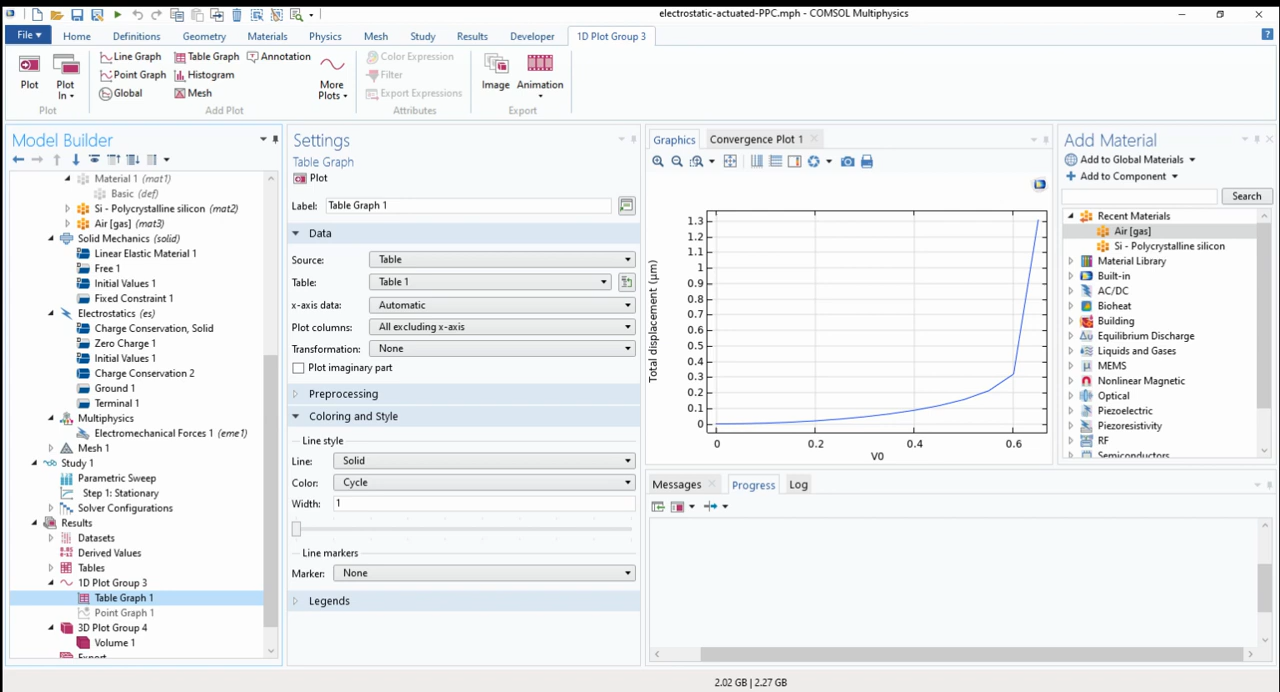 electrostatic-actuated-PPC.mph - COMSOL Multiphysics
File Home Definitions Geometry Materials Physics Mesh Study Results Developer 1D Plot Group 3
Plot
Plot In
Line Graph Table Graph Annotation
Point Graph Histogram
Global Mesh
More Plots
Color Expression
Filter
Export Expressions
Image Animation
Plot Add Plot Attributes Export
Model Builder
Material 1 (mat1)
Basic (def)
Si - Polycrystalline silicon (mat2)
Air [gas] (mat3)
Solid Mechanics (solid)
Linear Elastic Material 1
Free 1
Initial Values 1
Fixed Constraint 1
Electrostatics (es)
Charge Conservation, Solid
Zero Charge 1
Initial Values 1
Charge Conservation 2
Ground 1
Terminal 1
Multiphysics
Electromechanical Forces 1 (eme1)
Mesh 1
Study 1
Parametric Sweep
Step 1: Stationary
Solver Configurations
Results
Datasets
Derived Values
Tables
1D Plot Group 3
Table Graph 1
Point Graph 1
3D Plot Group 4
Volume 1
Export
Settings
Table Graph
Plot
Label: Table Graph 1
Data
Source: Table
Table: Table 1
x-axis data: Automatic
Plot columns: All excluding x-axis
Transformation: None
Plot imaginary part
Preprocessing
Coloring and Style
Line style
Line: Solid
Color: Cycle
Width: 1
Line markers
Marker: None
Legends
Graphics Convergence Plot 1
Total displacement (μm)
1.3
1.2
1.1
1
0.9
0.8
0.7
0.6
0.5
0.4
0.3
0.2
0.1
0
0 0.2 0.4 0.6
V0
Messages Progress Log
Add Material
Add to Global Materials
Add to Component
Search
Recent Materials
Air [gas]
Si - Polycrystalline silicon
Material Library
Built-in
AC/DC
Bioheat
Building
Equilibrium Discharge
Liquids and Gases
MEMS
Nonlinear Magnetic
Optical
Piezoelectric
Piezoresistivity
RF
Semiconductors
2.02 GB | 2.27 GB